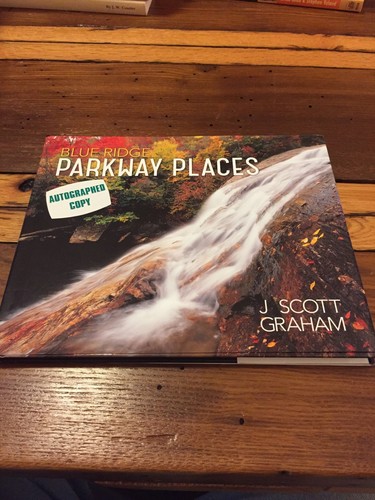 BLUE RIDGE
PARKWAY PLACES
AUTOGRAPHED
COPY
J SCOTT
GRAHAM